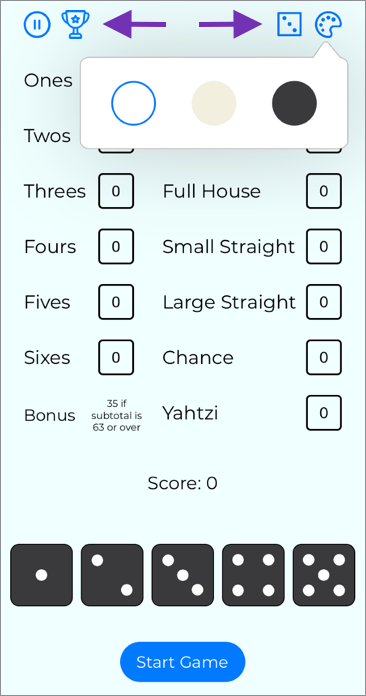 Ones
Twos
Threes 0 Full House 0
Fours 0 Small Straight 0
Fives 0 Large Straight 0
Sixes 0 Chance 0
Bonus 35 if subtotal is 63 or over Yahtzi 0
Score: 0
Start Game